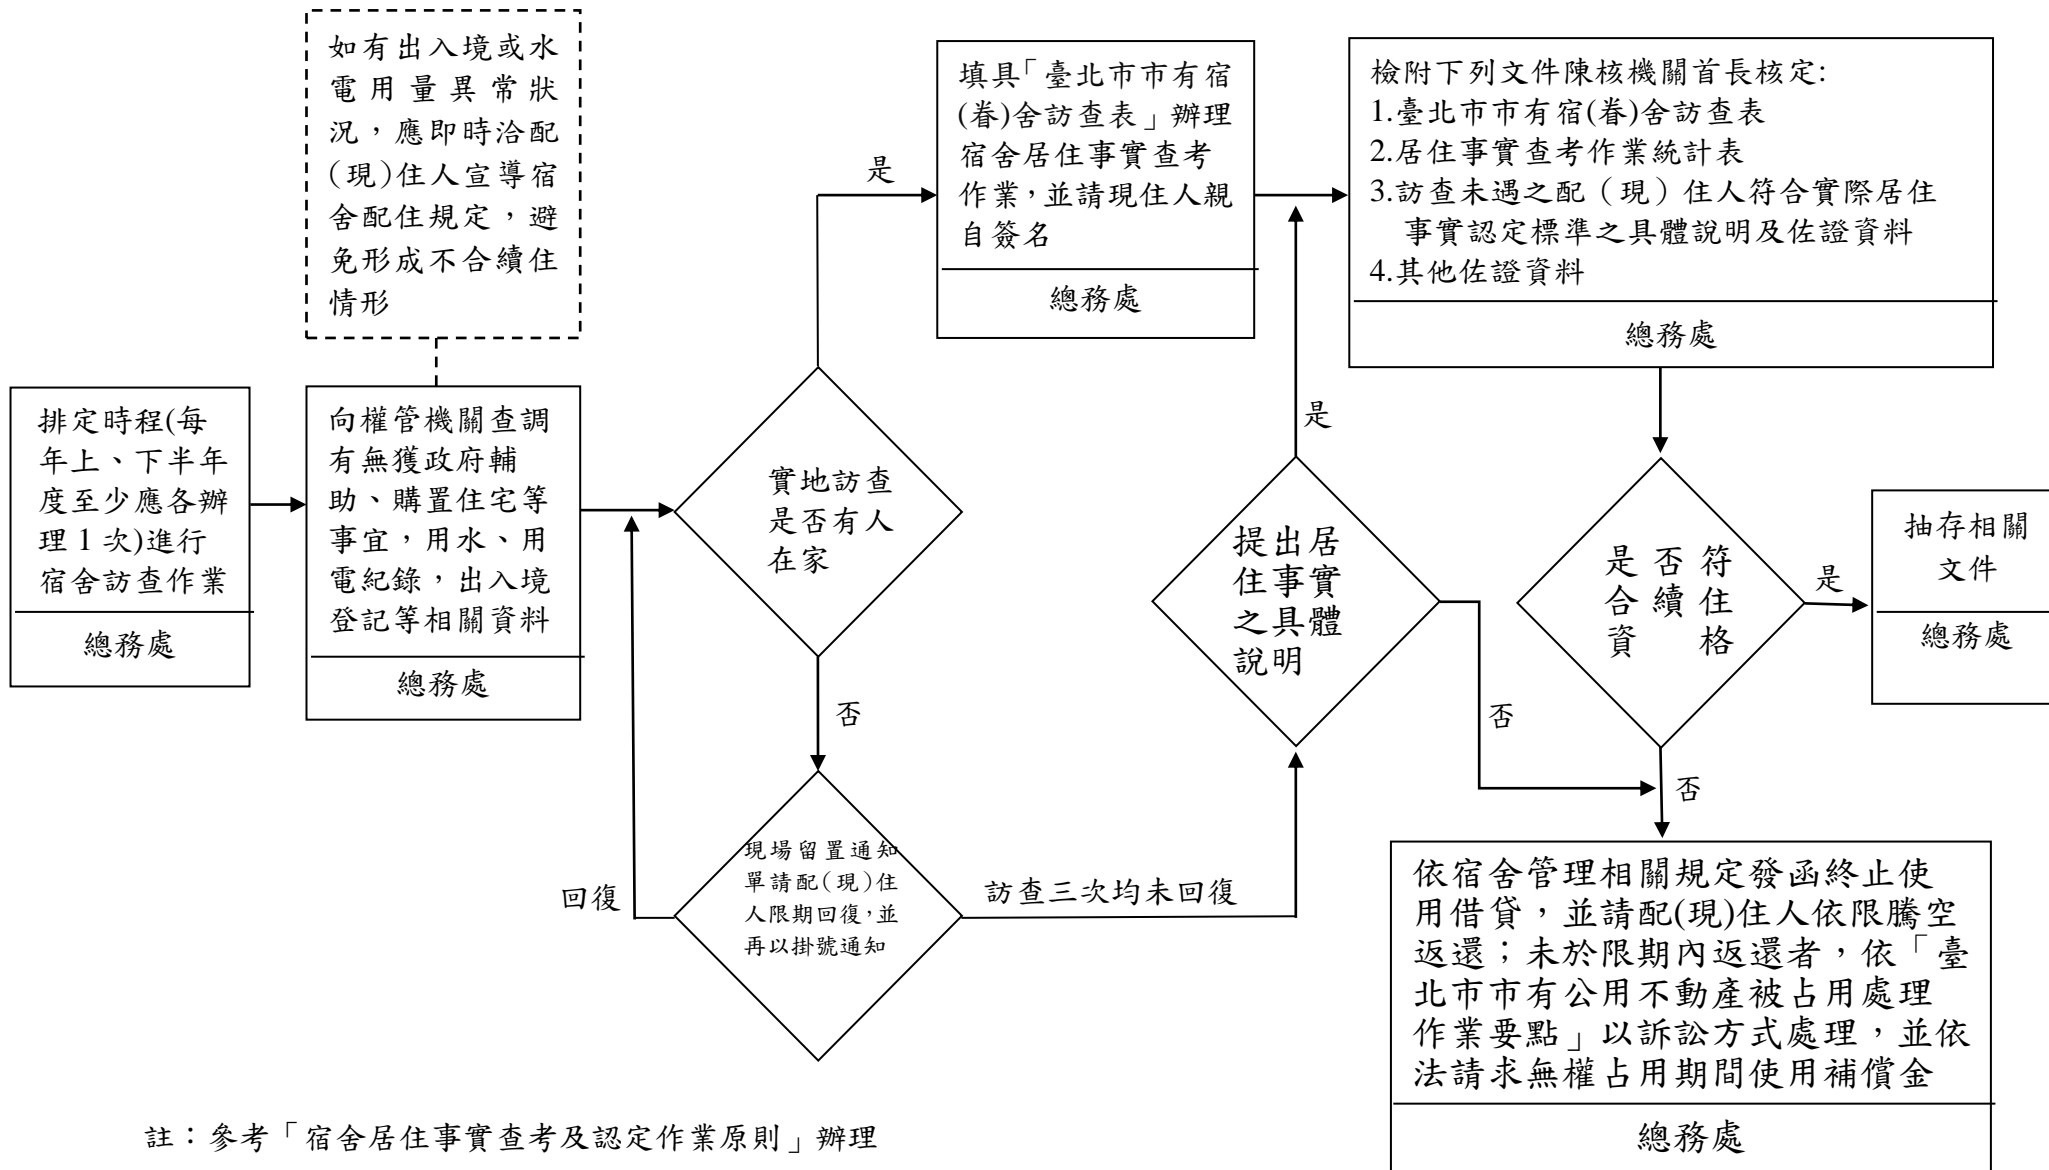 如有出入境或水
電用量異常狀
況，應即時洽配
(現)住人宣導宿
舍配住規定，避
免形成不合續住
情形
填具「臺北市市有宿
(眷)舍訪查表」辦理
宿舍居住事實查考
作業，並請現住人親
自簽名
總務處
檢附下列文件陳核機關首長核定:
1.臺北市市有宿(眷)舍訪查表
2.居住事實查考作業統計表
3.訪查未遇之配（現）住人符合實際居住
事實認定標準之具體說明及佐證資料
4.其他佐證資料
總務處
是
排定時程(每
年上、下半年
度至少應各辦
理 1 次)進行
宿舍訪查作業
總務處
向權管機關查調
有無獲政府輔
助、購置住宅等
事宜，用水、用
電紀錄，出入境
登記等相關資料
總務處
實地訪查
是否有人
在家
否
是
提出居
住事實
之具體
說明
否
是否符
合續住
資格
是
抽存相關
文件
總務處
否
現場留置通知
單請配(現)住
人限期回復，並
再以掛號通知
回復
訪查三次均未回復
依宿舍管理相關規定發函終止使
用借貸，並請配(現)住人依限騰空
返還；未於限期內返還者，依「臺
北市市有公用不動產被占用處理
作業要點」以訴訟方式處理，並依
法請求無權占用期間使用補償金
總務處
註：參考「宿舍居住事實查考及認定作業原則」辦理